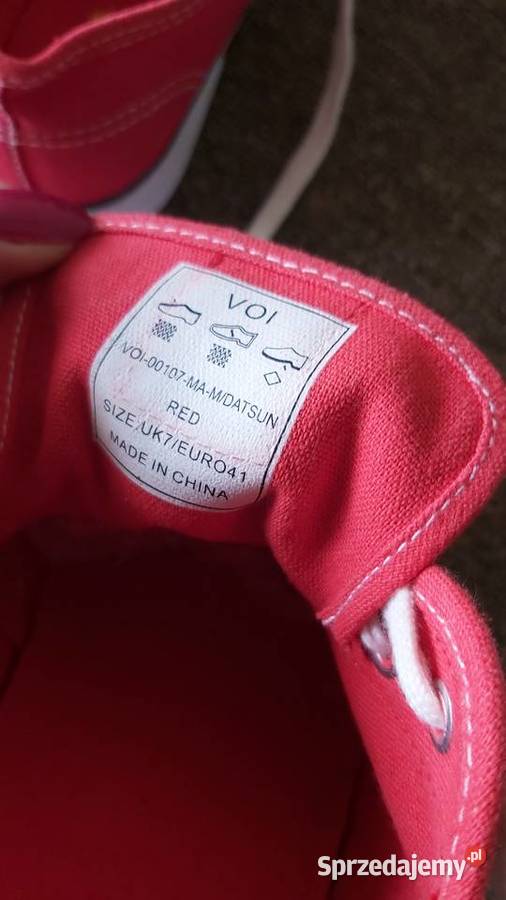 VOI
VOI-00107-MA-M/DATSUN
RED
SIZE/UK7/EURO41
MADE IN CHINA
Sprzedajemy.pl